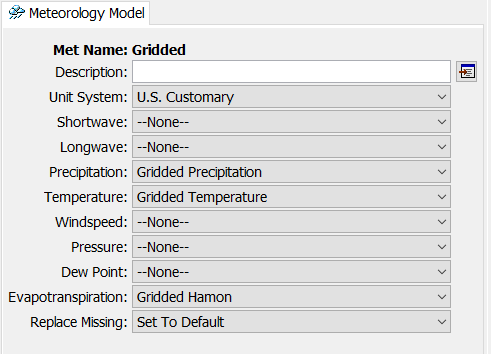 Meteorology Model
Met Name: Gridded
Description:
Unit System: U.S. Customary
Shortwave: --None--
Longwave: --None--
Precipitation: Gridded Precipitation
Temperature: Gridded Temperature
Windspeed: --None--
Pressure: --None--
Dew Point: --None--
Evapotranspiration: Gridded Hamon
Replace Missing: Set To Default